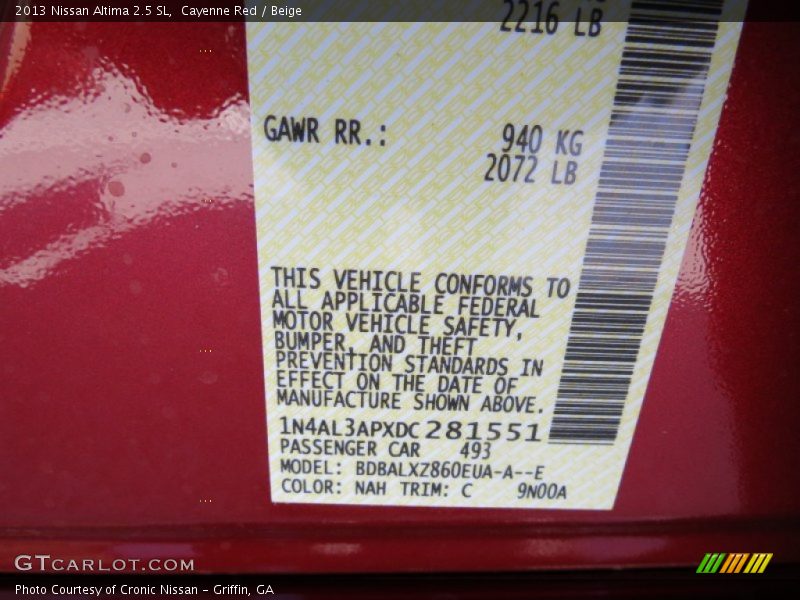 2013 Nissan Altima 2.5 SL,  Cayenne Red / Beige
2216 LB
GAWR RR.: 940 KG
2072 LB
THIS VEHICLE CONFORMS TO
ALL APPLICABLE FEDERAL
MOTOR VEHICLE SAFETY,
BUMPER, AND THEFT
PREVENTION STANDARDS IN
EFFECT ON THE DATE OF
MANUFACTURE SHOWN ABOVE.
1N4AL3APXDC281551
PASSENGER CAR 493
MODEL: BDBALXZ860EUA-A--E
COLOR: NAH TRIM: C 9N00A
GTCARLOT.COM
Photo Courtesy of Cronic Nissan - Griffin, GA